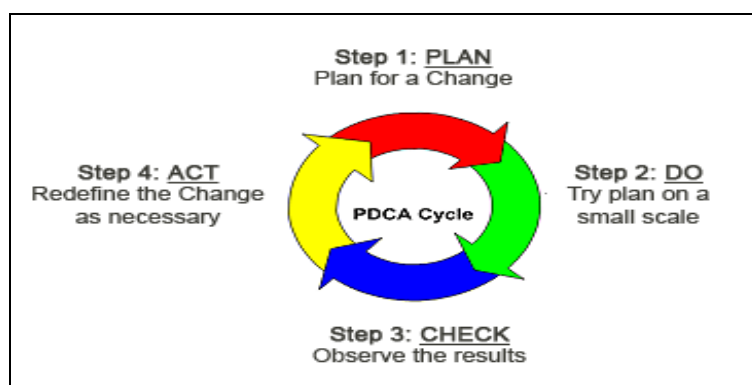 Step 1: PLAN
Plan for a Change
Step 2: DO
Try plan on a
small scale
Step 3: CHECK
Observe the results
Step 4: ACT
Redefine the Change
as necessary
PDCA Cycle